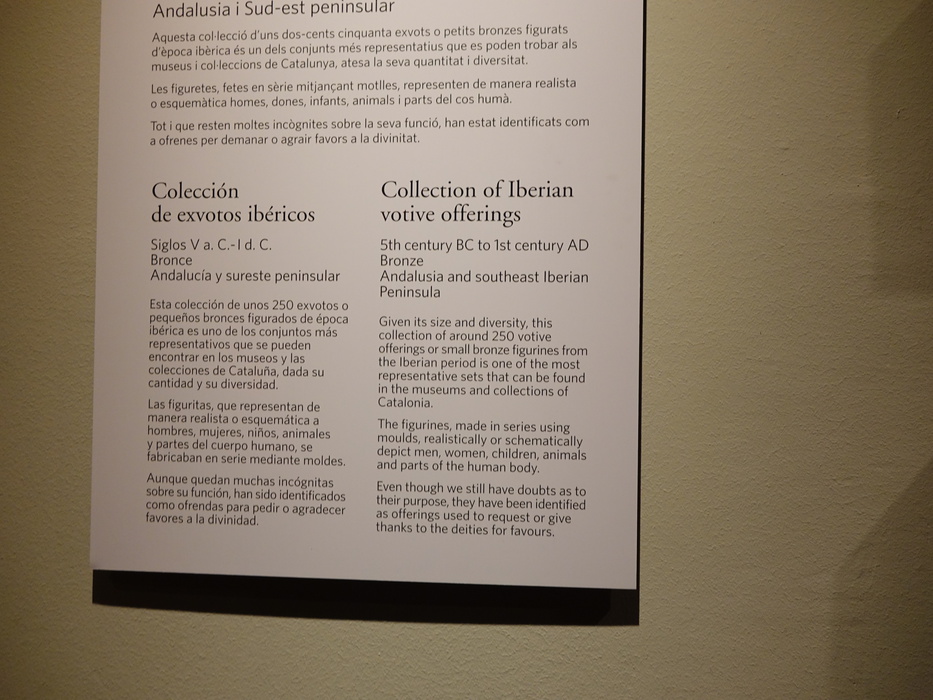 Andalusia i Sud-est peninsular
Aquesta col·lecció d'uns dos-cents cinquanta exvots o petits bronzes figurats
d'època ibèrica és un dels conjunts més representatius que es poden trobar als
museus i col·leccions de Catalunya, atesa la seva quantitat i diversitat.
Les figuretes, fetes en sèrie mitjançant motlles, representen de manera realista
o esquemàtica homes, dones, infants, animals i parts del cos humà.
Tot i que resten moltes incògnites sobre la seva funció, han estat identificats com
a ofrenes per demanar o agrair favors a la divinitat.
Colección
de exvotos ibéricos
Siglos V a. C.-I d. C.
Bronce
Andalucía y sureste peninsular
Esta colección de unos 250 exvotos o
pequeños bronces figurados de época
ibérica es uno de los conjuntos más
representativos que se pueden
encontrar en los museos y las
colecciones de Cataluña, dada su
cantidad y su diversidad.
Las figuritas, que representan de
manera realista o esquemática a
hombres, mujeres, niños, animales
y partes del cuerpo humano, se
fabricaban en serie mediante moldes.
Aunque quedan muchas incógnitas
sobre su función, han sido identificados
como ofrendas para pedir o agradecer
favores a la divinidad.
Collection of Iberian
votive offerings
5th century BC to 1st century AD
Bronze
Andalusia and southeast Iberian
Peninsula
Given its size and diversity, this
collection of around 250 votive
offerings or small bronze figurines from
the Iberian period is one of the most
representative sets that can be found
in the museums and collections of
Catalonia.
The figurines, made in series using
moulds, realistically or schematically
depict men, women, children, animals
and parts of the human body.
Even though we still have doubts as to
their purpose, they have been identified
as offerings used to request or give
thanks to the deities for favours.